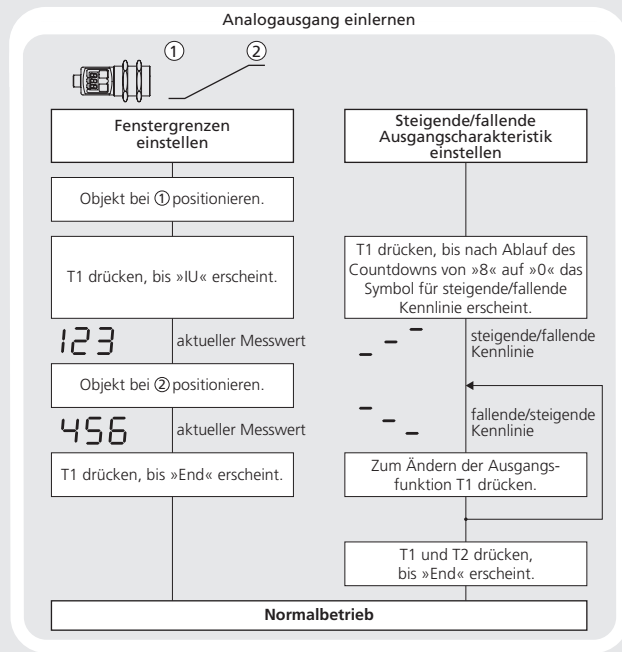 Analogausgang einlernen
① ②
Fenstergrenzen
einstellen
Objekt bei ① positionieren.
T1 drücken, bis »IU« erscheint.
123 aktueller Messwert
Objekt bei ② positionieren.
456 aktueller Messwert
T1 drücken, bis »End« erscheint.
Steigende/fallende
Ausgangscharakteristik
einstellen
T1 drücken, bis nach Ablauf des
Countdowns von »8« auf »0« das
Symbol für steigende/fallende
Kennlinie erscheint.
steigende/fallende
Kennlinie
fallende/steigende
Kennlinie
Zum Ändern der Ausgangs-
funktion T1 drücken.
T1 und T2 drücken,
bis »End« erscheint.
Normalbetrieb